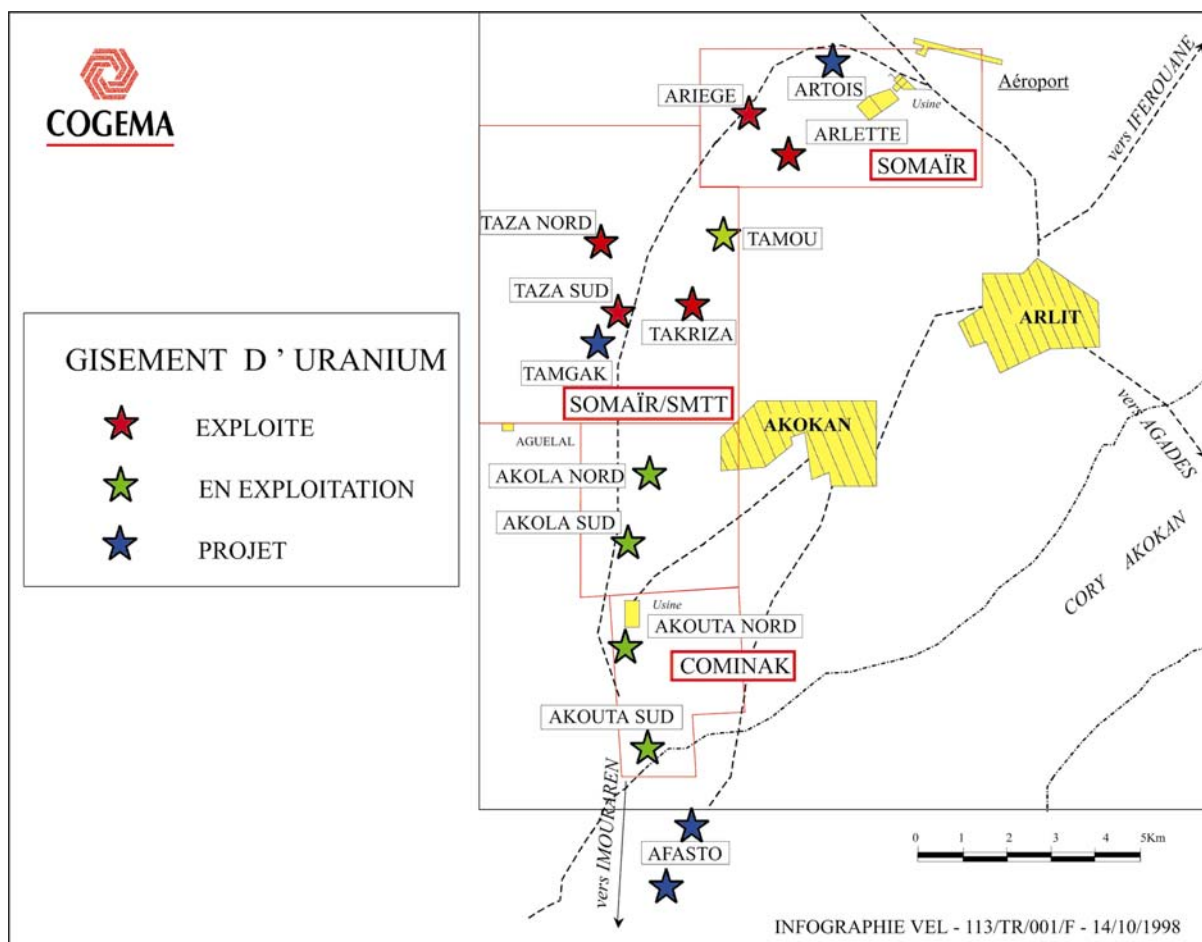 COGEMA
ARIEGE
ARTOIS
Usine
Aéroport
ARLETTE
SOMAÏR
vers IFEROUANE
TAZA NORD
TAMOU
TAZA SUD
TAKRIZA
TAMGAK
SOMAÏR/SMTT
ARLIT
AKOKAN
AGUELAL
vers AGADES
AKOLA NORD
AKOLA SUD
CORY AKOKAN
Usine
AKOUTA NORD
COMINAK
AKOUTA SUD
vers IMOURAREN
AFASTO
GISEMENT D ' URANIUM
EXPLOITE
EN EXPLOITATION
PROJET
0 1 2 3 4 5Km
INFOGRAPHIE VEL - 113/TR/001/F - 14/10/1998